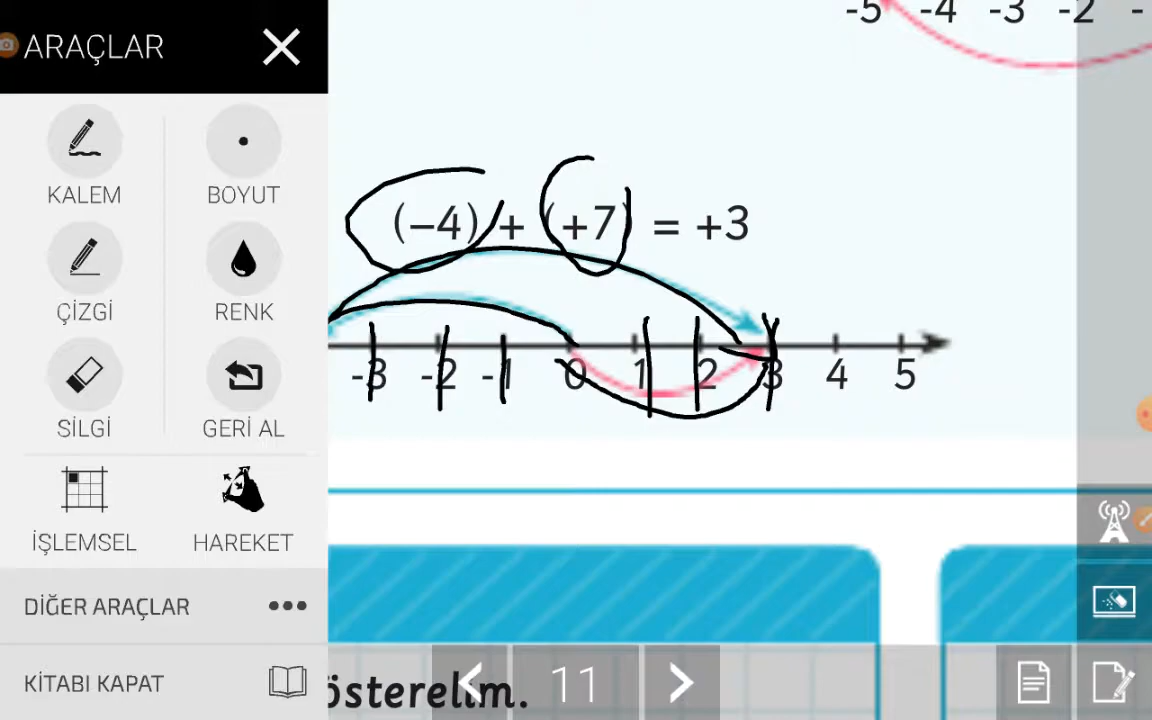 ARAÇLAR
KALEM
BOYUT
ÇİZGİ
RENK
SİLGİ
GERİ AL
İŞLEMSEL
HAREKET
DİĞER ARAÇLAR
KİTABI KAPAT
-5 -4 -3 -2 -
(−4) + (+7) = +3
-3 -2 -1 0 1 2 3 4 5
österelim.
11